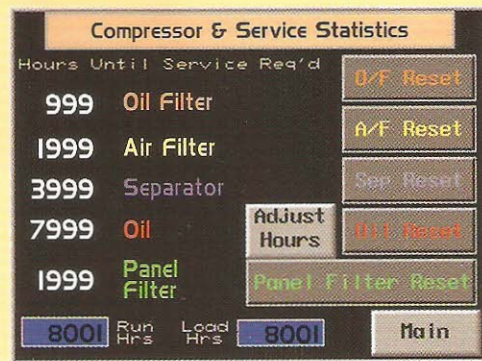 Compressor & Service Statistics
Hours Until Service Req'd
O/F Reset
999 Oil Filter
A/F Reset
1999 Air Filter
Sep Reset
3999 Separator
7999 Oil
Adjust
Hours
Oil Reset
1999 Panel
Filter
Panel Filter Reset
8001 Run
Hrs
Load
Hrs 8001
Main